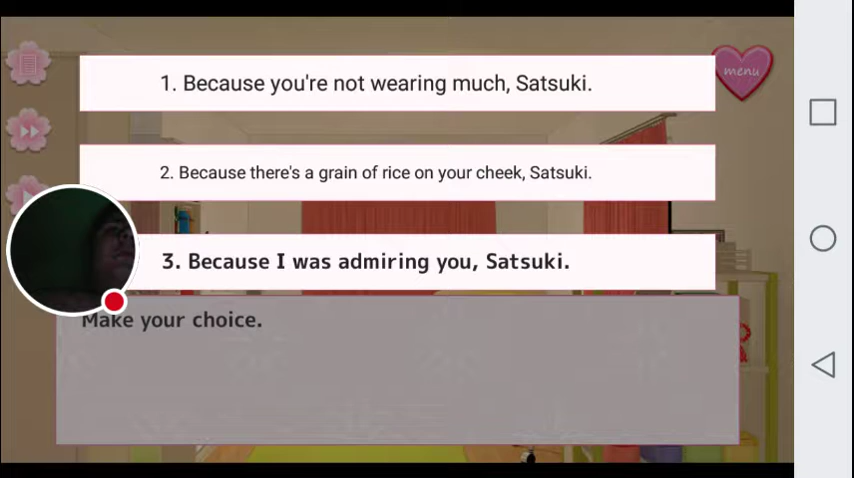 1. Because you're not wearing much, Satsuki.
menu
2. Because there's a grain of rice on your cheek, Satsuki.
3. Because I was admiring you, Satsuki.
Make your choice.